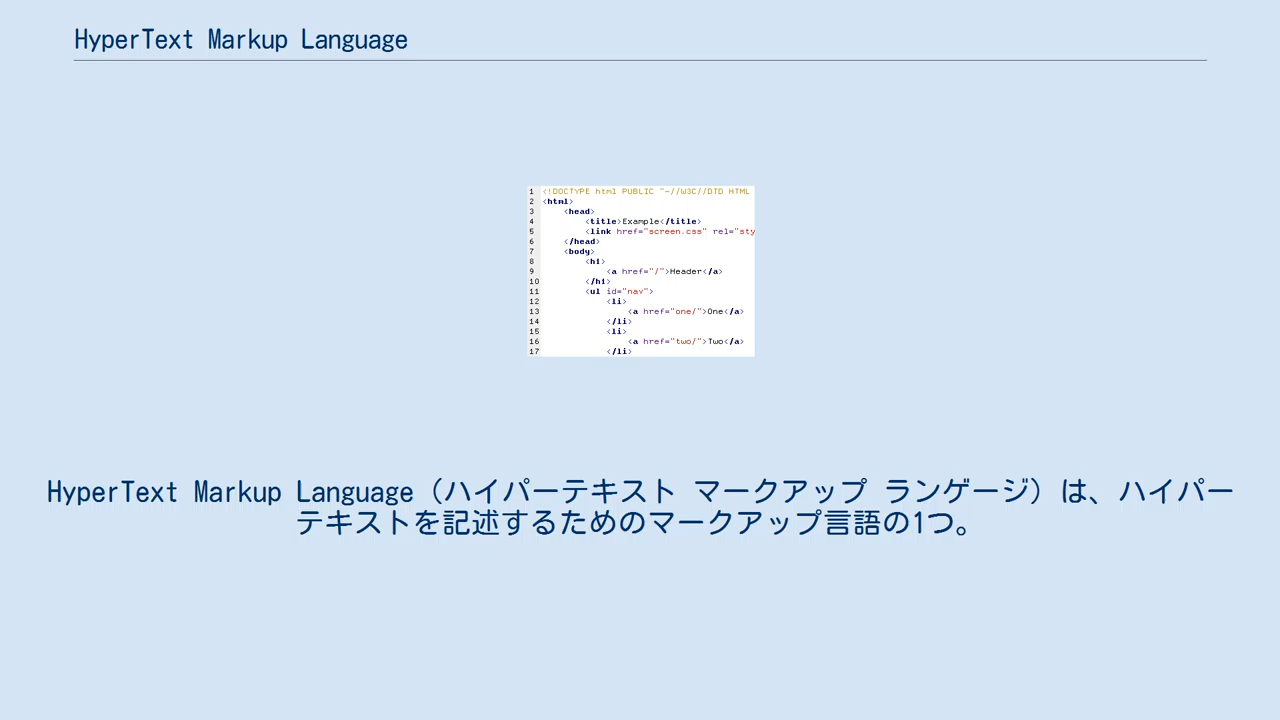 HyperText Markup Language
1 <!DOCTYPE html PUBLIC "-//W3C//DTD HTML
2 <html>
3 <head>
4 <title>Example</title>
5 <link href="screen.css" rel="sty
6 </head>
7 <body>
8 <h1>
9 <a href="/">Header</a>
10 </h1>
11 <ul id="nav">
12 <li>
13 <a href="one/">One</a>
14 </li>
15 <li>
16 <a href="two/">Two</a>
17 </li>
HyperText Markup Language（ハイパーテキスト マークアップ ランゲージ）は、ハイパー
テキストを記述するためのマークアップ言語の1つ。